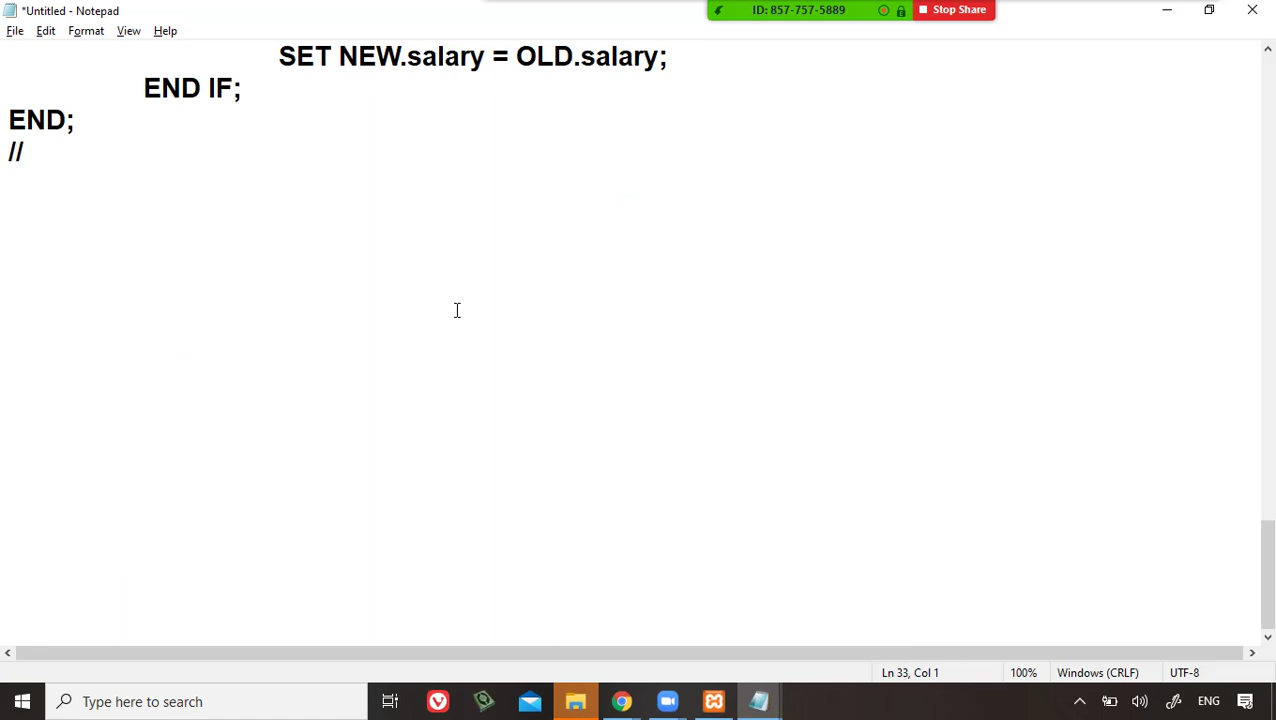 *Untitled - Notepad
ID: 857-757-5889
Stop Share
File Edit Format View Help
SET NEW.salary = OLD.salary;
END IF;
END;
//
Ln 33, Col 1
100%
Windows (CRLF)
UTF-8
Type here to search
ENG